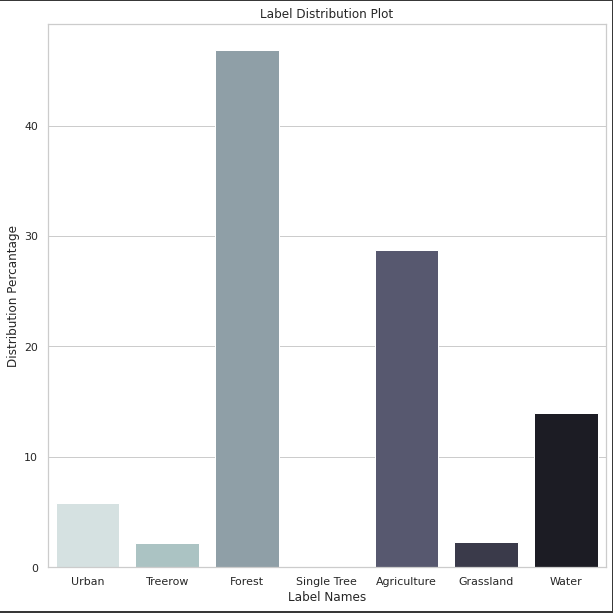 Label Distribution Plot
Distribution Percantage
40
30
20
10
0
Urban
Treerow
Forest
Single Tree
Agriculture
Grassland
Water
Label Names